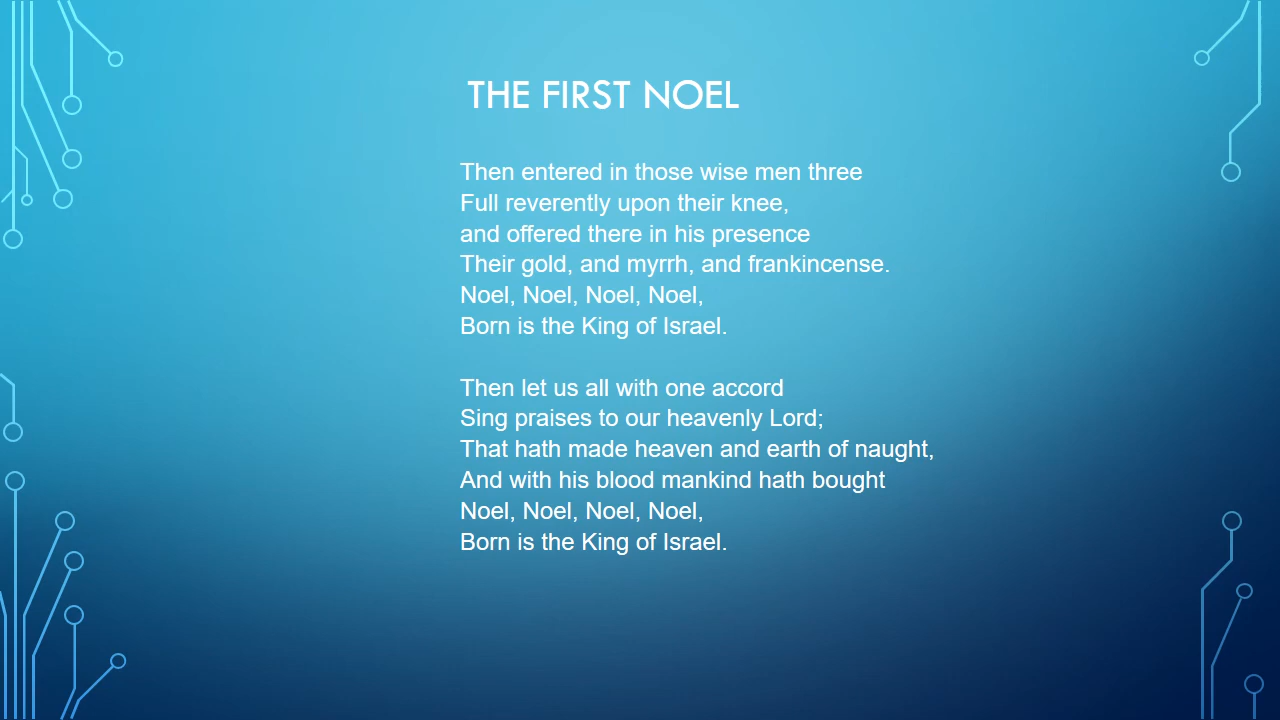 THE FIRST NOEL
Then entered in those wise men three
Full reverently upon their knee,
and offered there in his presence
Their gold, and myrrh, and frankincense.
Noel, Noel, Noel, Noel,
Born is the King of Israel.
Then let us all with one accord
Sing praises to our heavenly Lord;
That hath made heaven and earth of naught,
And with his blood mankind hath bought
Noel, Noel, Noel, Noel,
Born is the King of Israel.